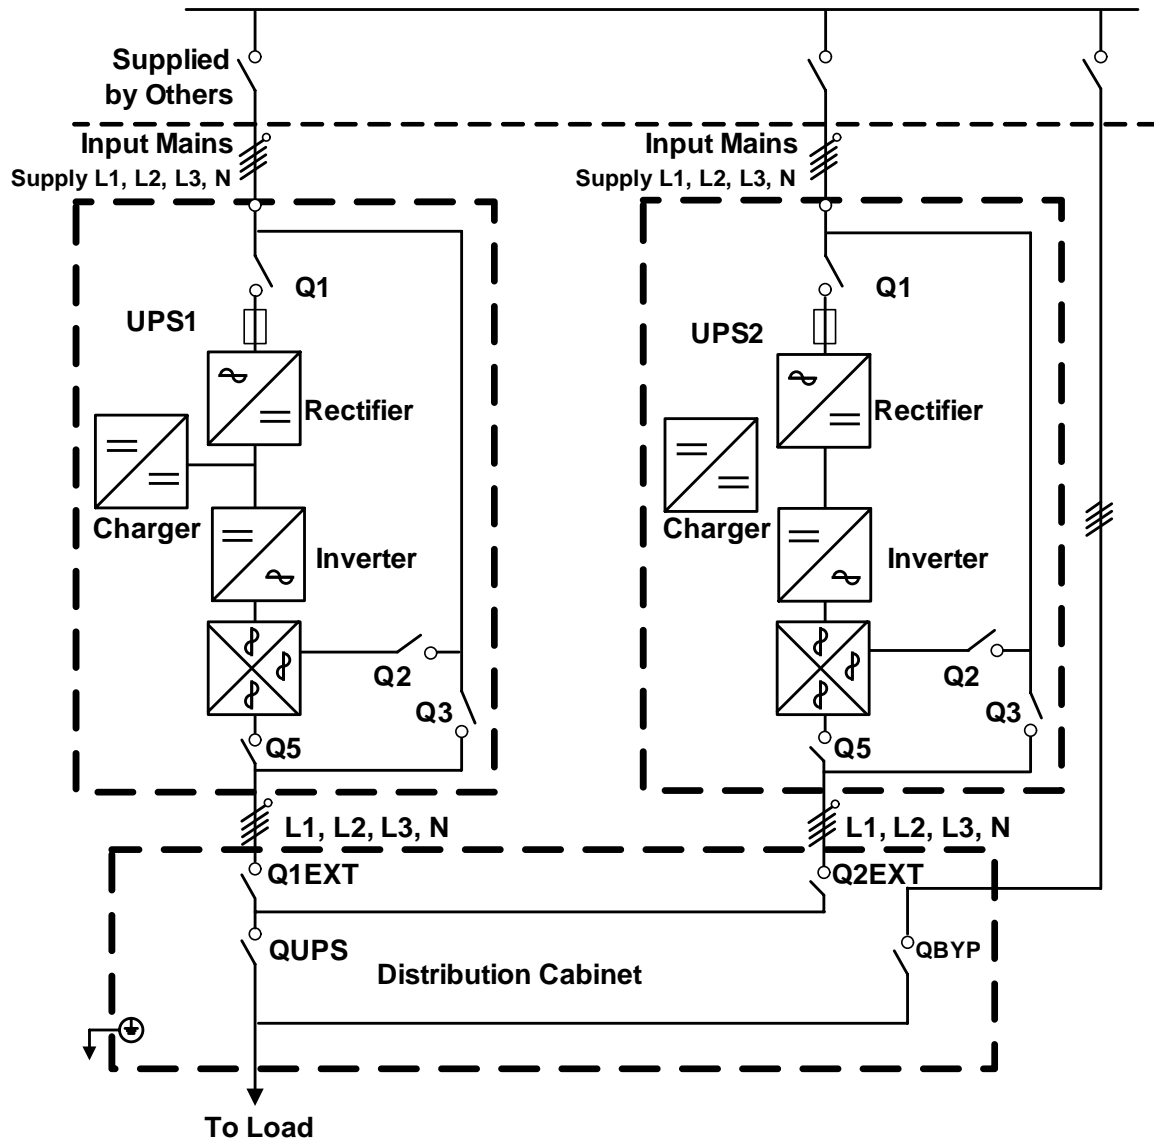 Supplied
by Others
Input Mains
Supply L1, L2, L3, N
Input Mains
Supply L1, L2, L3, N
Q1
UPS1
Rectifier
Charger
Inverter
Q2
Q3
Q5
L1, L2, L3, N
Q1
UPS2
Rectifier
Charger
Inverter
Q2
Q3
Q5
L1, L2, L3, N
Q1EXT
Q2EXT
QUPS
QBYP
Distribution Cabinet
To Load